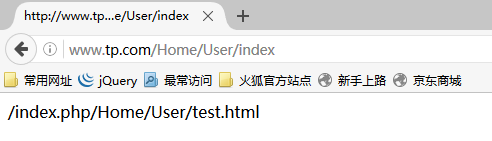 http://www.tp...e/User/index
www.tp.com/Home/User/index
常用网址 jQuery 最常访问 火狐官方站点 新手上路 京东商城
/index.php/Home/User/test.html